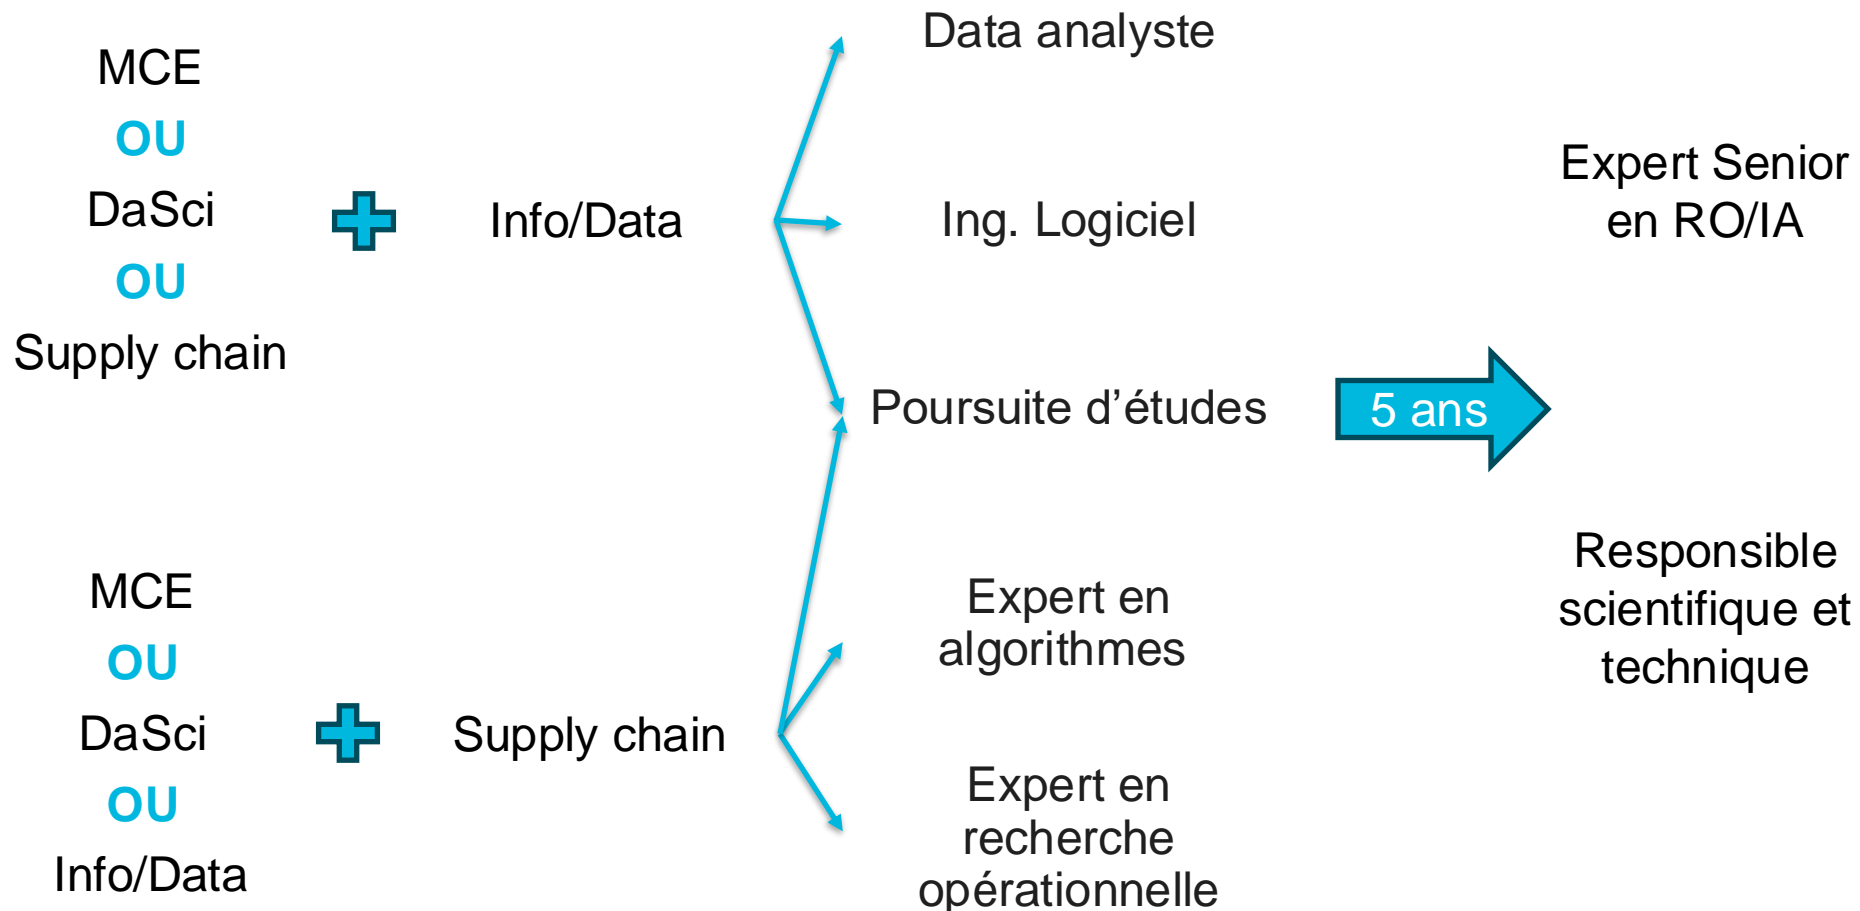 MCE
OU
DaSci
OU
Supply chain
Info/Data
Data analyste
Ing. Logiciel
Poursuite d’études
5 ans
Expert Senior
en RO/IA
MCE
OU
DaSci
OU
Info/Data
Supply chain
Expert en
algorithmes
Expert en
recherche
opérationnelle
Responsible
scientifique et
technique